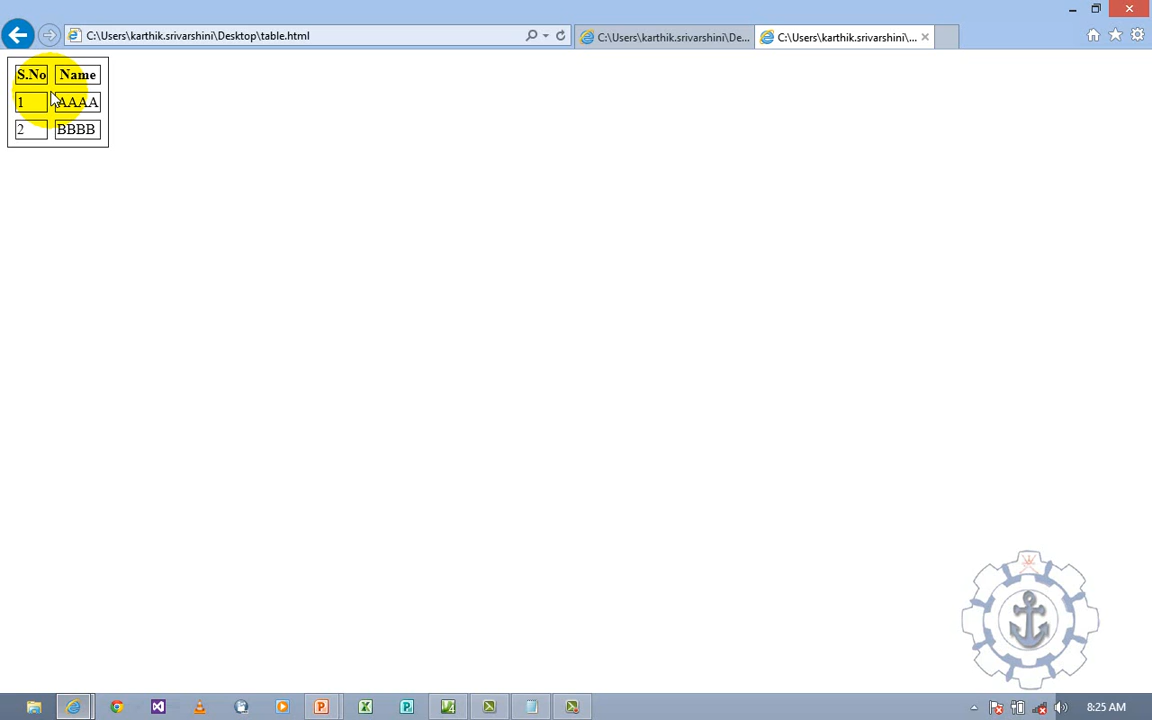 C:\Users\karthik.srivarshini\Desktop\table.html
C:\Users\karthik.srivarshini\De...
C:\Users\karthik.srivarshini\...
S.No Name
1 AAAA
2 BBBB
8:25 AM